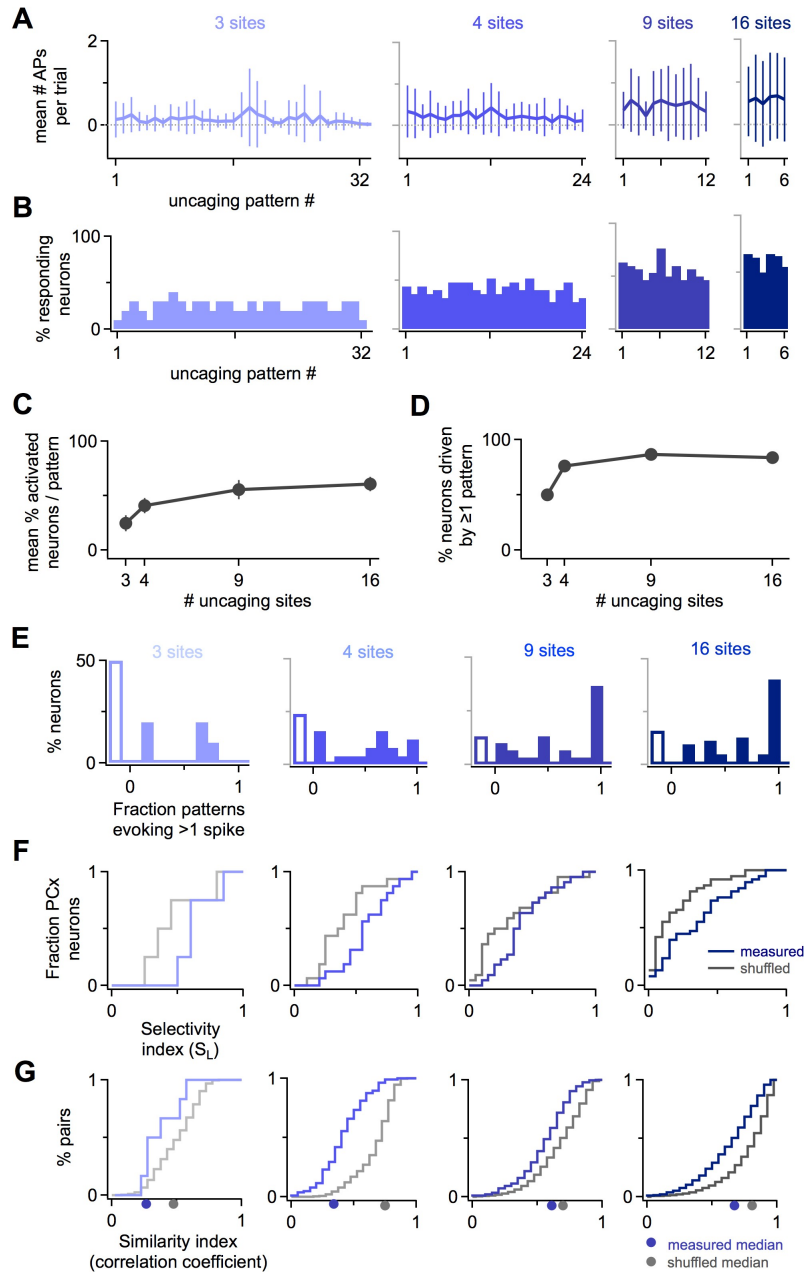 A
3 sites
4 sites
9 sites
16 sites
mean # APs
per trial
2
0
1
32
1
24
1
12
1
6
uncaging pattern #
B
% responding
neurons
100
0
1
32
1
24
1
12
1
6
uncaging pattern #
C
mean % activated
neurons / pattern
100
0
3 4
9
16
# uncaging sites
D
% neurons driven
by ≥1 pattern
100
0
3 4
9
16
# uncaging sites
E
3 sites
4 sites
9 sites
16 sites
% neurons
50
0
0
1
0
1
0
1
0
1
Fraction patterns
evoking >1 spike
F
Fraction PCx
neurons
1
0
1
0
1
0
1
0
measured
shuffled
0
1
0
1
0
1
0
1
Selectivity
index (SL)
G
% pairs
1
0
1
0
1
0
1
0
0
1
0
1
0
1
0
1
Similarity index
(correlation coefficient)
measured median
shuffled median